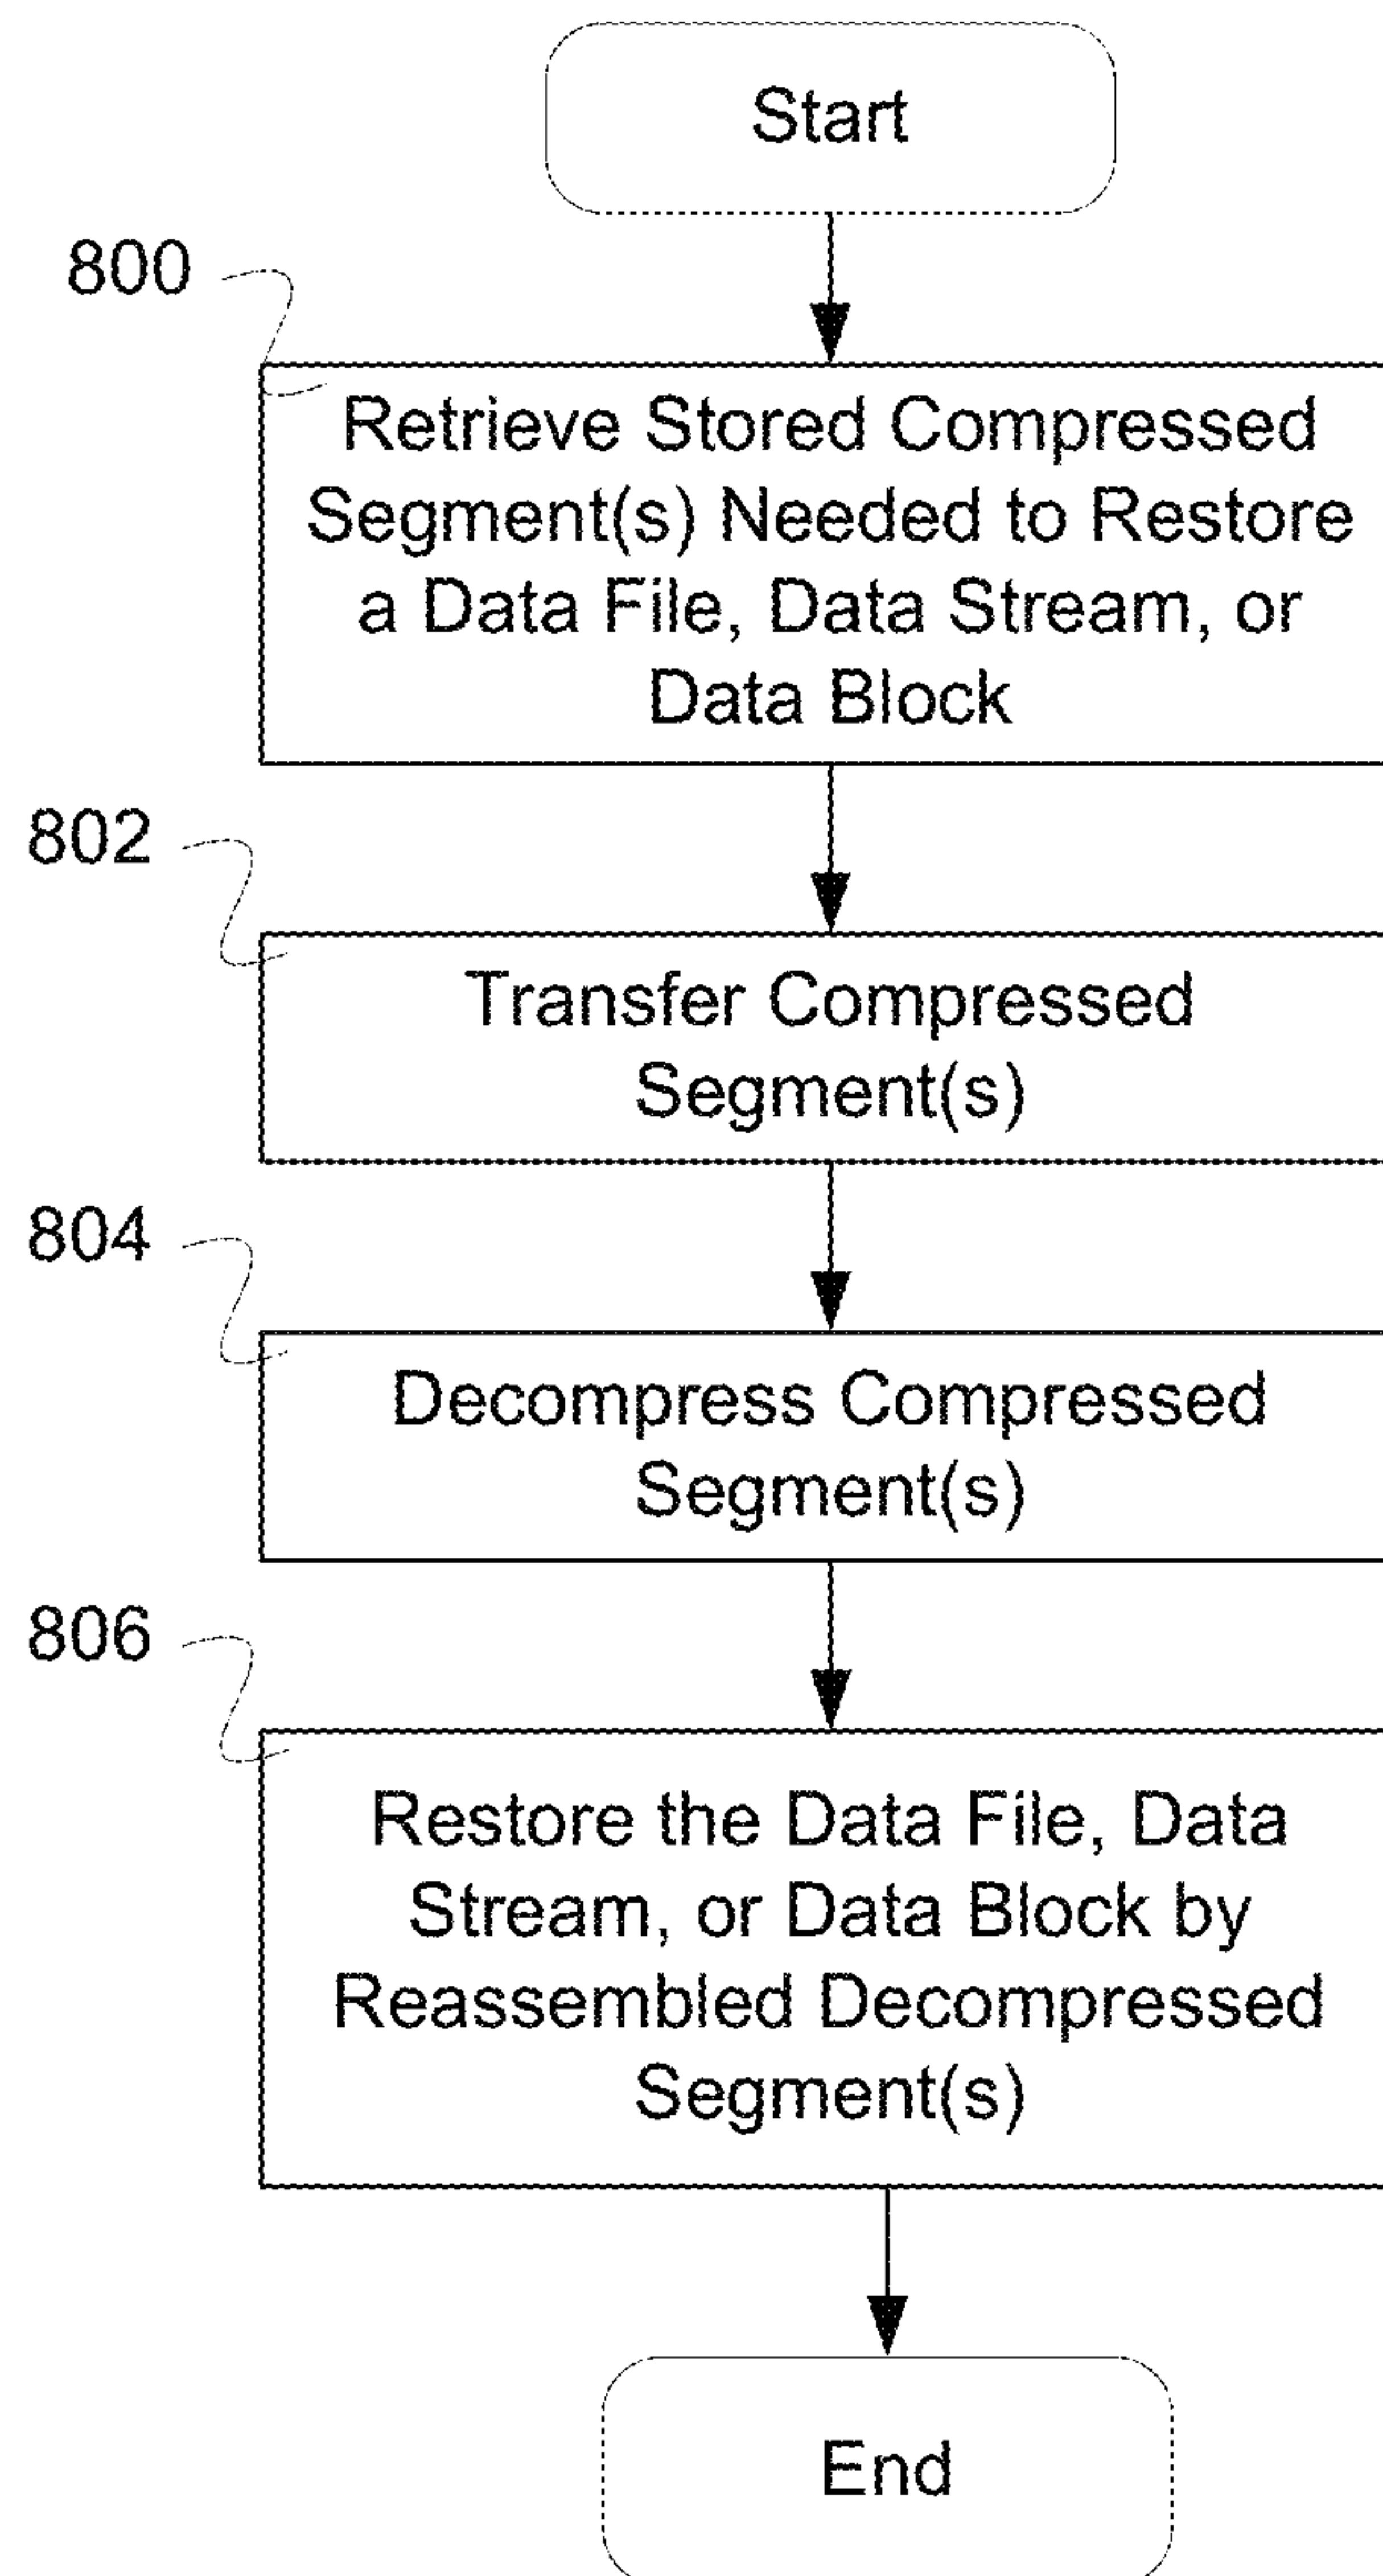 Start
800
Retrieve Stored Compressed
Segment(s) Needed to Restore
a Data File, Data Stream, or
Data Block
802
Transfer Compressed
Segment(s)
804
Decompress Compressed
Segment(s)
806
Restore the Data File, Data
Stream, or Data Block by
Reassembled Decompressed
Segment(s)
End